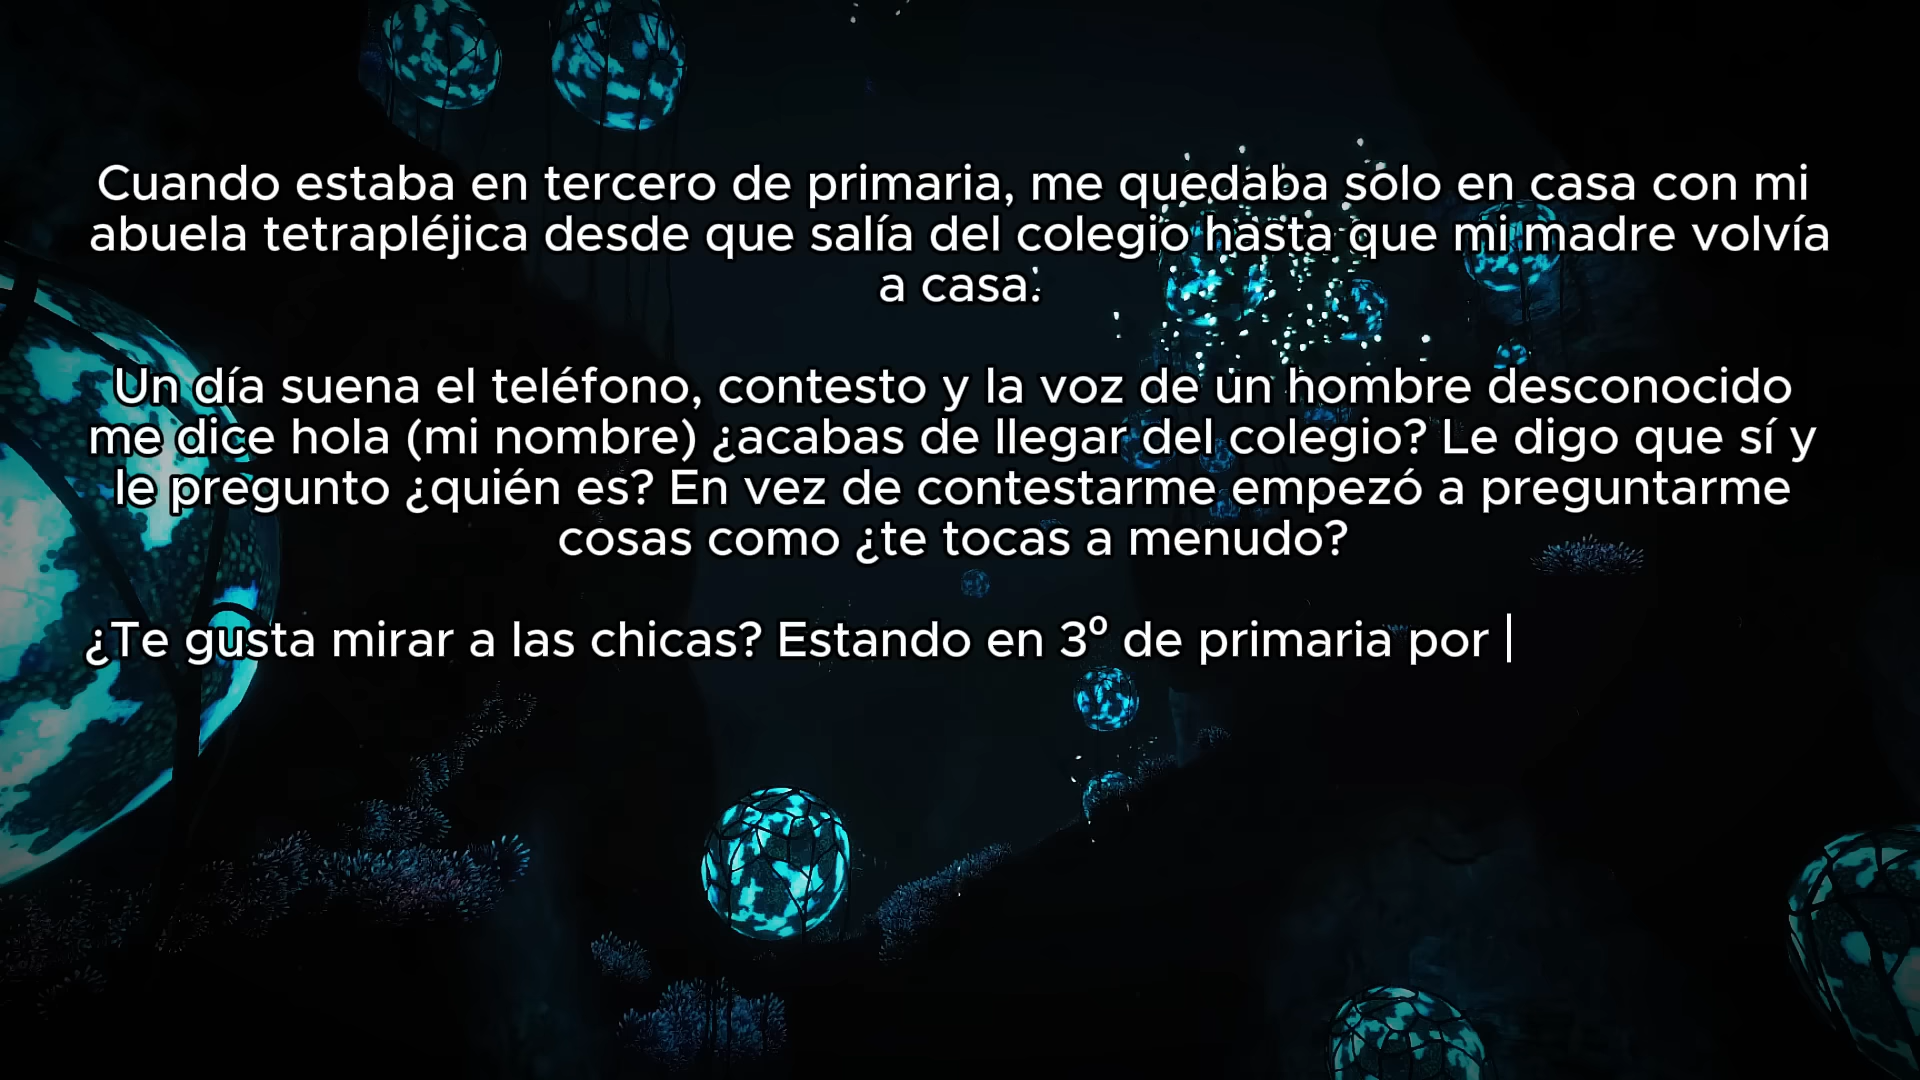 Cuando estaba en tercero de primaria, me quedaba solo en casa con mi
abuela tetrapléjica desde que salía del colegio hasta que mi madre volvía
a casa.
Un día suena el teléfono, contesto y la voz de un hombre desconocido
me dice hola (mi nombre) ¿acabas de llegar del colegio? Le digo que sí y
le pregunto ¿quién es? En vez de contestarme empezó a preguntarme
cosas como ¿te tocas a menudo?
¿Te gusta mirar a las chicas? Estando en 3º de primaria por